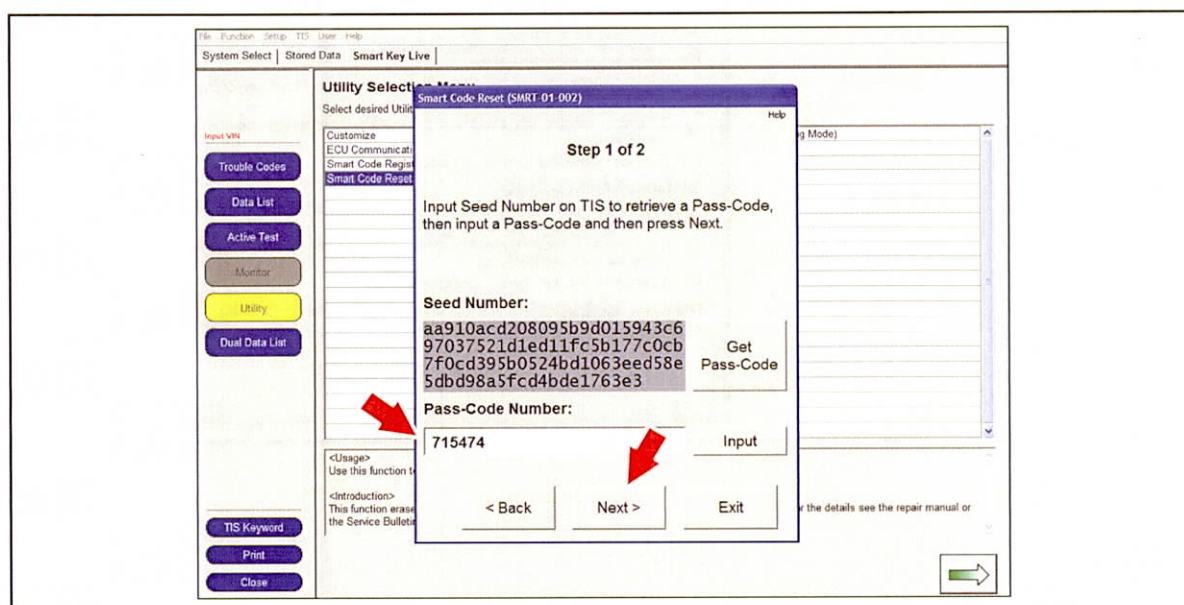 File Function Setup TIS User Help
System Select Stored Data Smart Key Live
Utility Selection Menu
Select desired Utilit
Input VIN
Trouble Codes
Data List
Active Test
Monitor
Utility
Dual Data List
TIS Keyword
Print
Close
Customize
ECU Communicati
Smart Code Regist
Smart Code Reset
g Mode)
Smart Code Reset (SMRT-01-002)
Help
Step 1 of 2
Input Seed Number on TIS to retrieve a Pass-Code,
then input a Pass-Code and then press Next.
Seed Number:
aa910acd208095b9d015943c6
97037521d1ed11fc5b177c0cb
7f0cd395b0524bd1063eed58e
5dbd98a5fcd4bde1763e3
Get
Pass-Code
Pass-Code Number:
715474
Input
< Back
Next >
Exit
<Usage>
Use this function t
<Introduction>
This function erase
r the details see the repair manual or
the Service Bulletin